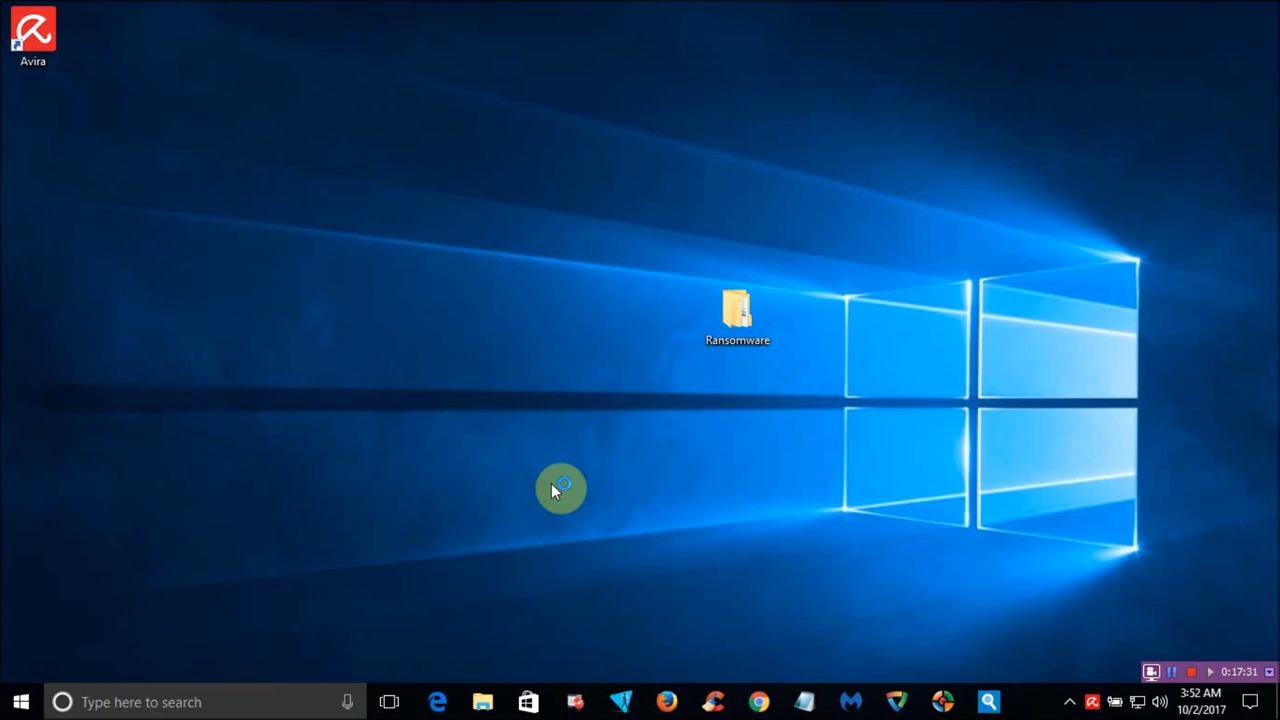 Avira
Ransomware
0:17:31
Type here to search
3:52 AM
10/2/2017